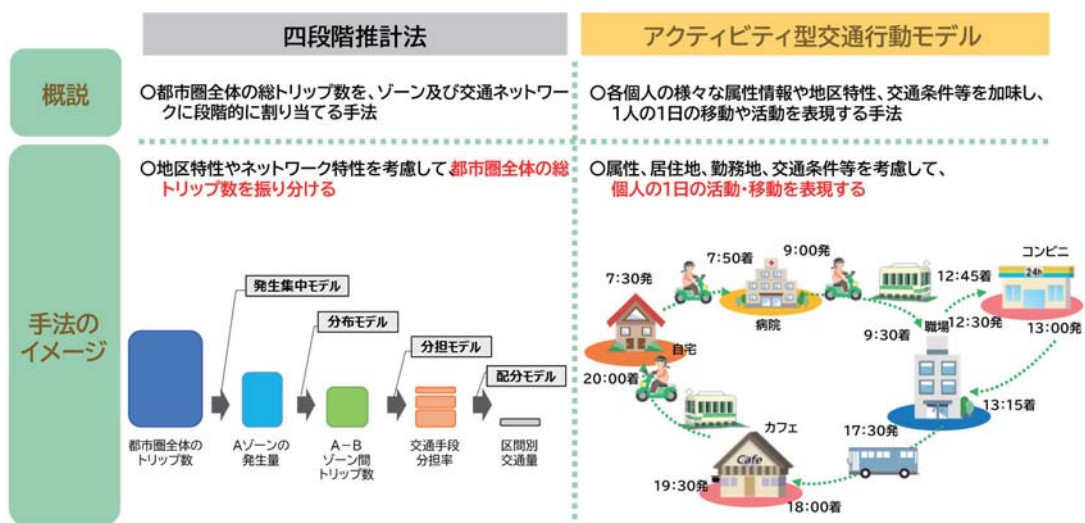 四段階推計法
アクティビティ型交通行動モデル
概説
〇都市圏全体の総トリップ数を、ゾーン及び交通ネットワー
クに段階的に割り当てる手法
〇各個人の様々な属性情報や地区特性、交通条件等を加味し、
1人の1日の移動や活動を表現する手法
手法の
イメージ
〇地区特性やネットワーク特性を考慮して、都市圏全体の総
トリップ数を振り分ける
発生集中モデル
分布モデル
分担モデル
配分モデル
都市圏全体の
トリップ数
Aゾーンの
発生量
A－B
ゾーン間
トリップ数
交通手段
分担率
区間別
交通量
〇属性、居住地、勤務地、交通条件等を考慮して、
個人の1日の活動・移動を表現する
7:30発
自宅
7:50着
9:00発
病院
9:30着
職場
12:30発
12:45着
コンビニ
24h
13:00発
13:15着
17:30発
18:00着
カフェ
Cafe
19:30発
20:00着